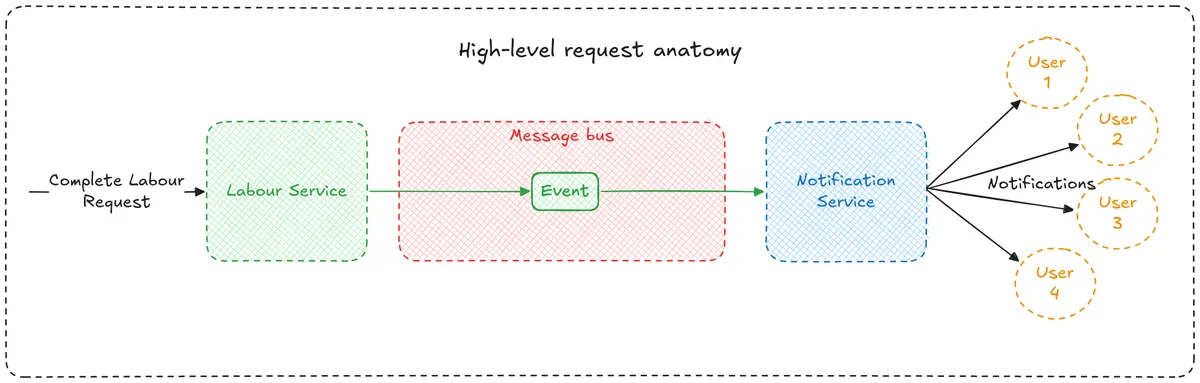 High-level request anatomy
Complete Labour
Request
Labour Service
Message bus
Event
Notification
Service
Notifications
User
1
User
2
User
3
User
4